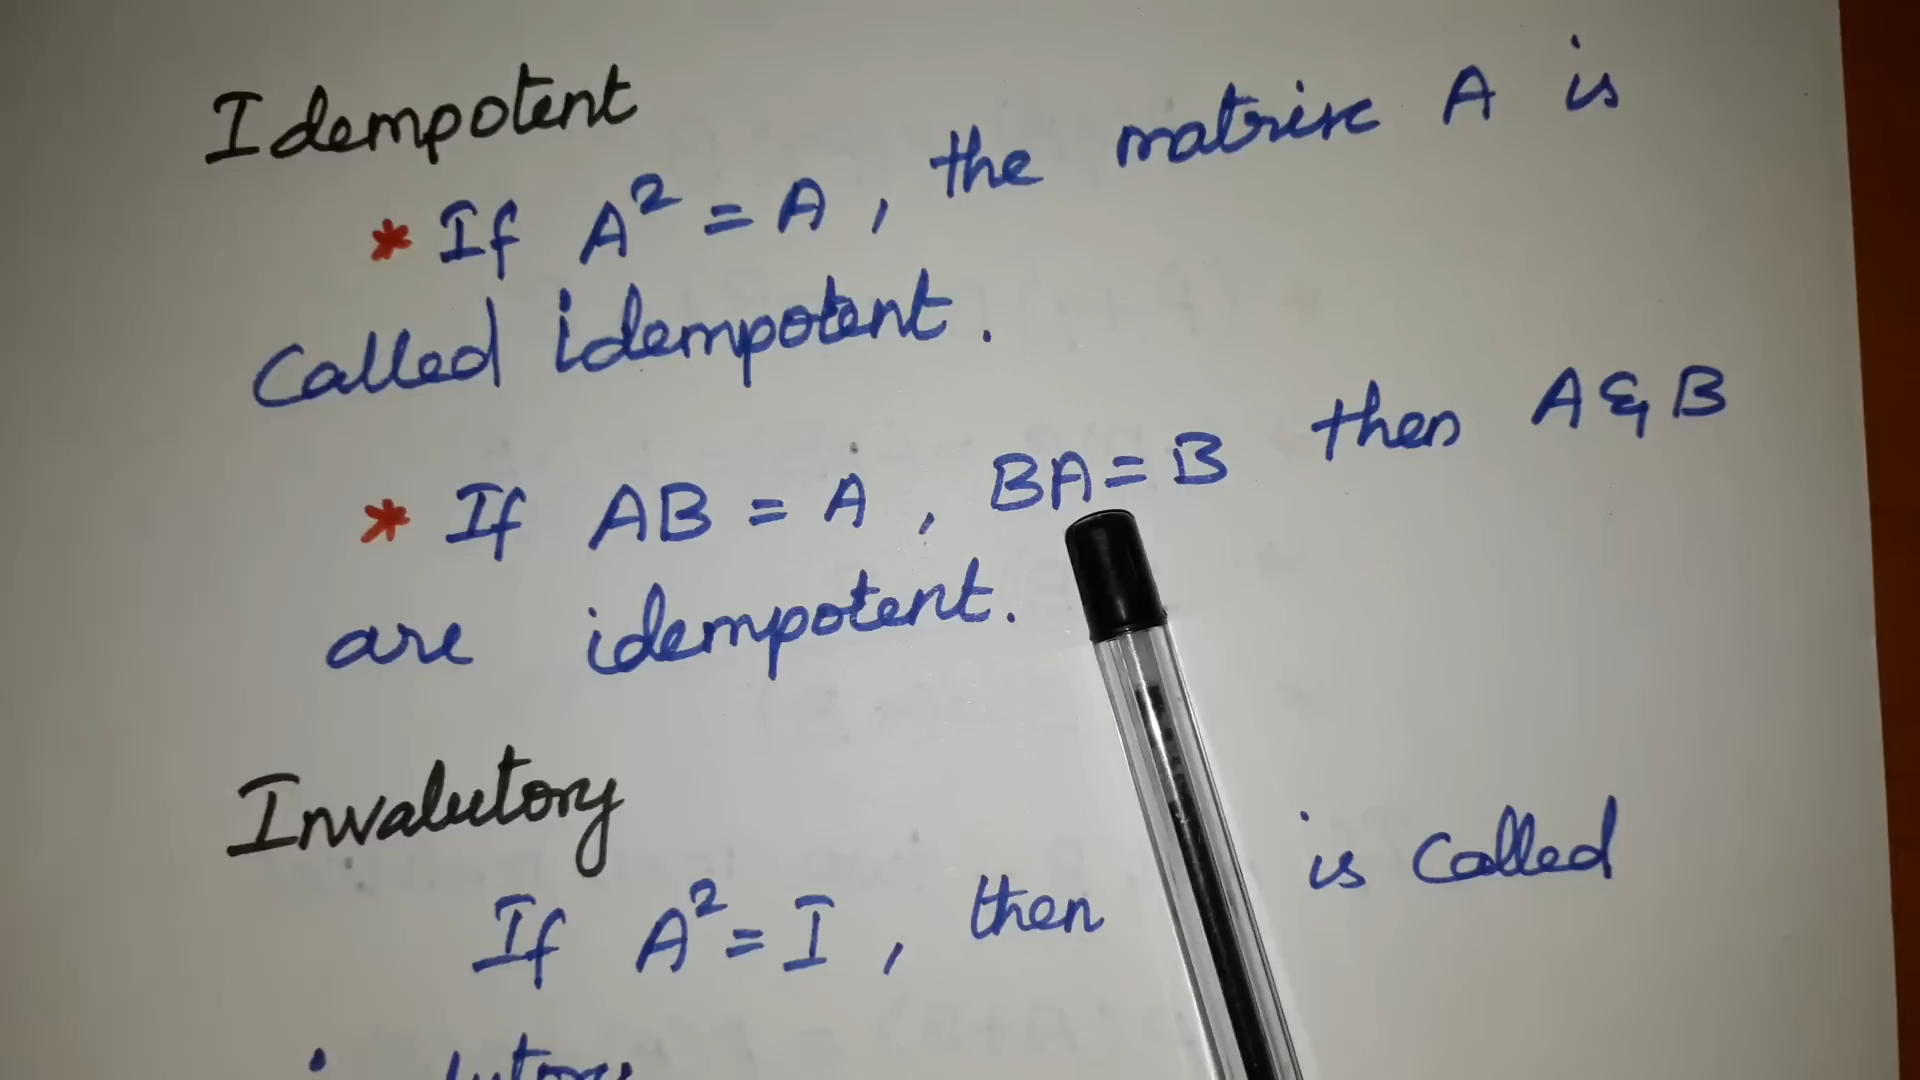 Idempotent
* If A² = A, the matrix A is
Called idempotent.
* If AB = A, BA = B then A & B
are idempotent.
Invalutory
If A² = I, then is called